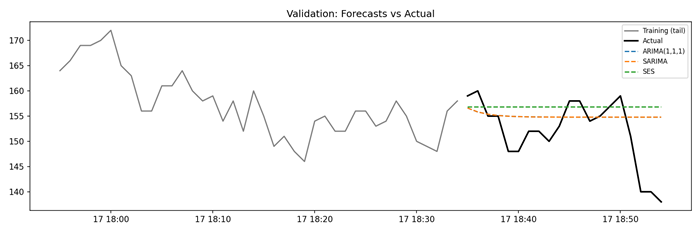 Validation: Forecasts vs Actual
Training (tail)
Actual
ARIMA(1,1,1)
SARIMA
SES
170
165
160
155
150
145
140
17 18:00
17 18:10
17 18:20
17 18:30
17 18:40
17 18:50